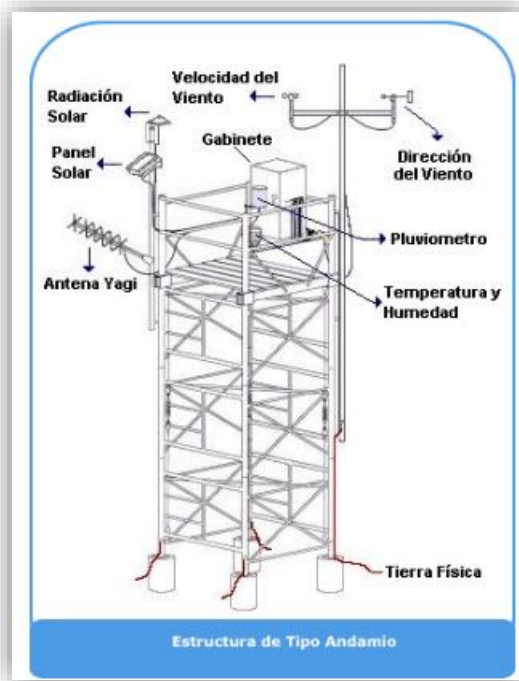 Velocidad del
Viento
Radiación
Solar
Gabinete
Panel
Solar
Dirección
del Viento
Pluviometro
Antena Yagi
Temperatura y
Humedad
Tierra Física
Estructura de Tipo Andamio